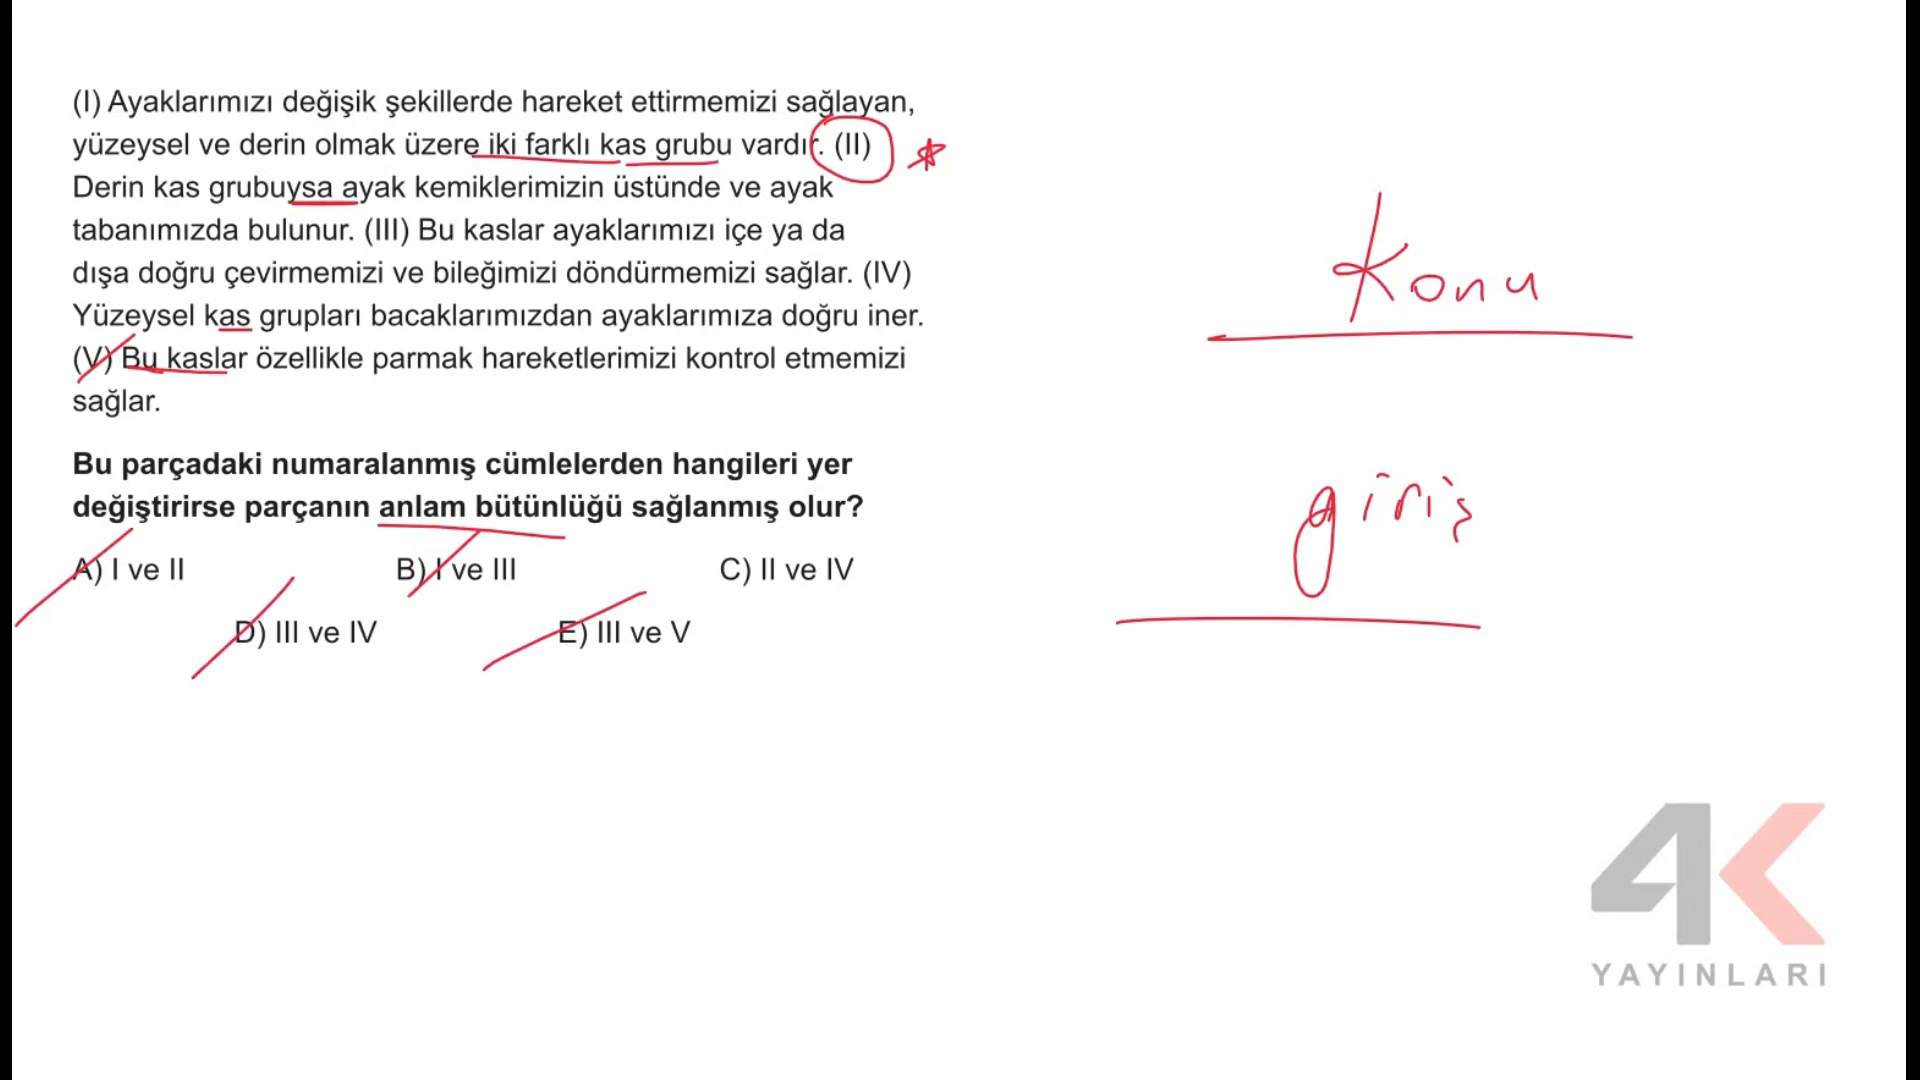 (I) Ayaklarımızı değişik şekillerde hareket ettirmemizi sağlayan,
yüzeysel ve derin olmak üzere iki farklı kas grubu vardır. (II)
Derin kas grubuysa ayak kemiklerimizin üstünde ve ayak
tabanımızda bulunur. (III) Bu kaslar ayaklarımızı içe ya da
dışa doğru çevirmemizi ve bileğimizi döndürmemizi sağlar. (IV)
Yüzeysel kas grupları bacaklarımızdan ayaklarımıza doğru iner.
(V) Bu kaslar özellikle parmak hareketlerimizi kontrol etmemizi
sağlar.
Bu parçadaki numaralanmış cümlelerden hangileri yer
değiştirirse parçanın anlam bütünlüğü sağlanmış olur?
A) I ve II B) I ve III C) II ve IV
D) III ve IV E) III ve V
Konu
giriş
4K
YAYINLARI